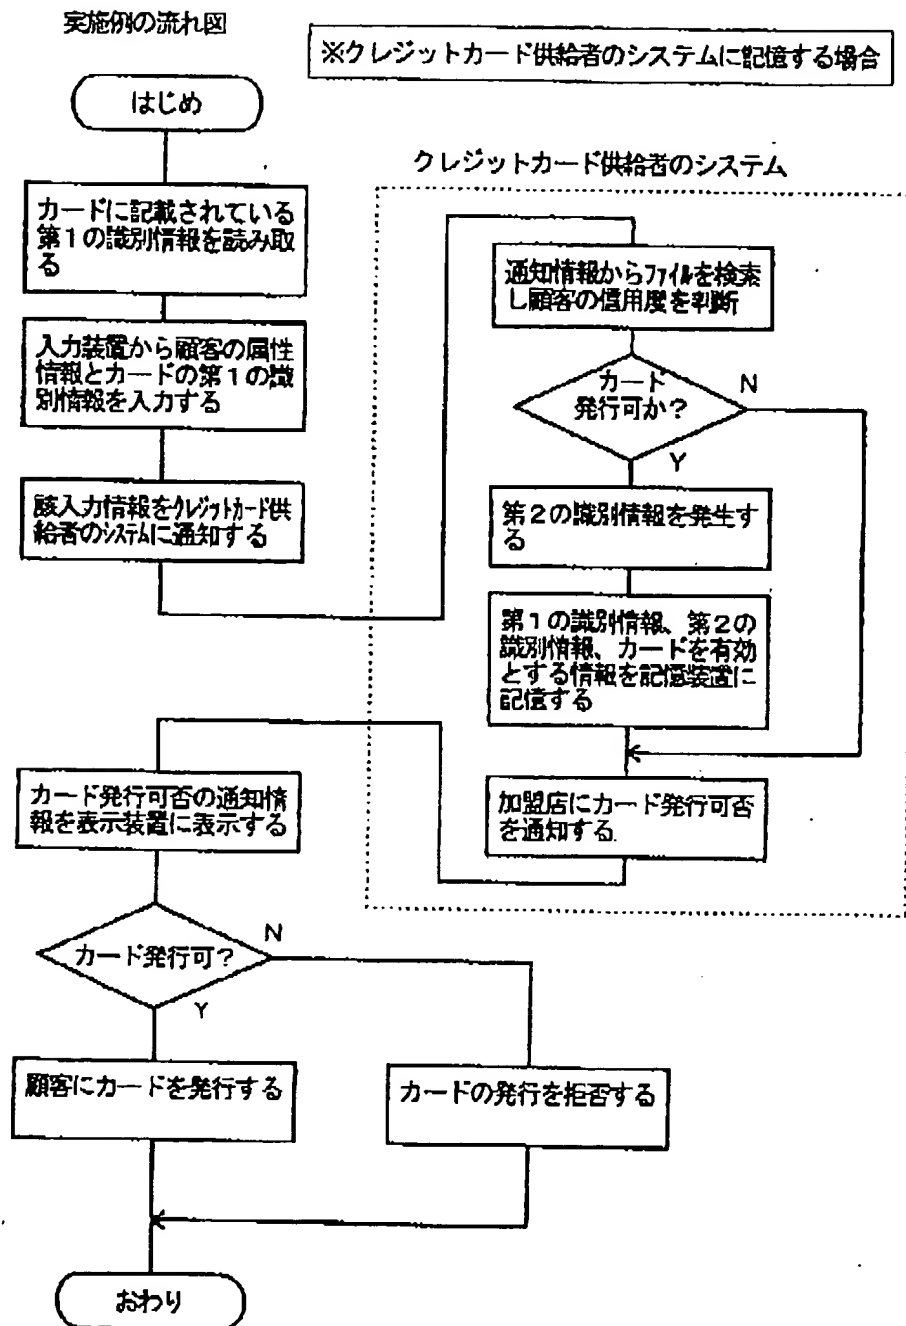 実施例の流れ図
※クレジットカード供給者のシステムに記憶する場合
はじめ
カードに記載されている
第1の識別情報を読み取
る
入力装置から顧客の属性
情報とカードの第1の識
別情報を入力する
該入力情報をクレジットカード供
給者のシステムに通知する
クレジットカード供給者のシステム
通知情報からファイルを検索
し顧客の信用度を判断
カード
発行可か?
N
Y
第2の識別情報を発生す
る
第1の識別情報、第2の
識別情報、カードを有効
とする情報を記憶装置に
記憶する
加盟店にカード発行可否
を通知する
カード発行可否の通知情
報を表示装置に表示する
カード発行可?
N
Y
顧客にカードを発行する
カードの発行を拒否する
おわり